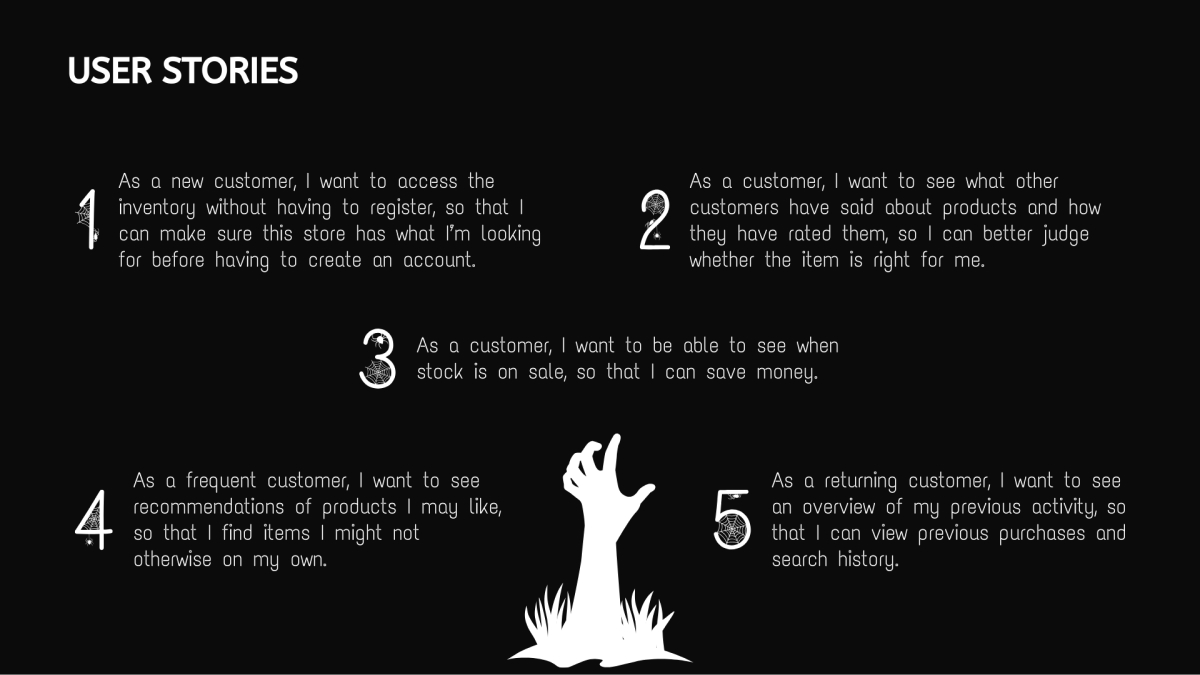 USER STORIES
1
As a new customer, I want to access the
inventory without having to register, so that I
can make sure this store has what I'm looking
for before having to create an account.
2
As a customer, I want to see what other
customers have said about products and how
they have rated them, so I can better judge
whether the item is right for me.
3
As a customer, I want to be able to see when
stock is on sale, so that I can save money.
4
As a frequent customer, I want to see
recommendations of products I may like,
so that I find items I might not
otherwise on my own.
5
As a returning customer, I want to see
an overview of my previous activity, so
that I can view previous purchases and
search history.